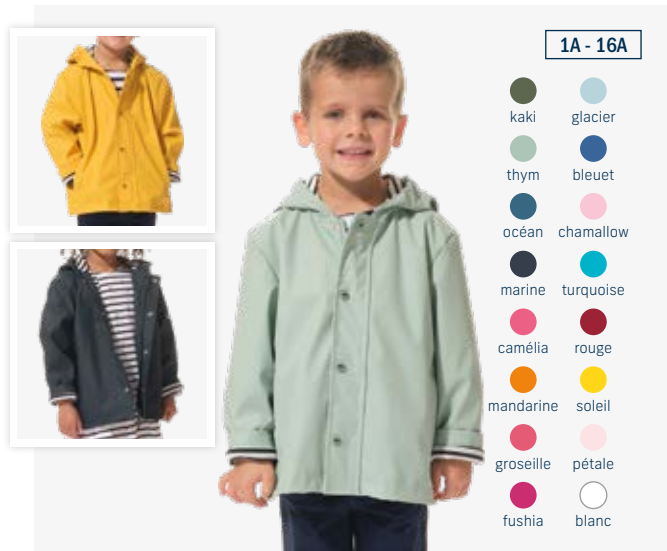 1A - 16A
kaki glacier
thym bleuet
océan chamallow
marine turquoise
camélia rouge
mandarine soleil
groseille pétale
fushia blanc